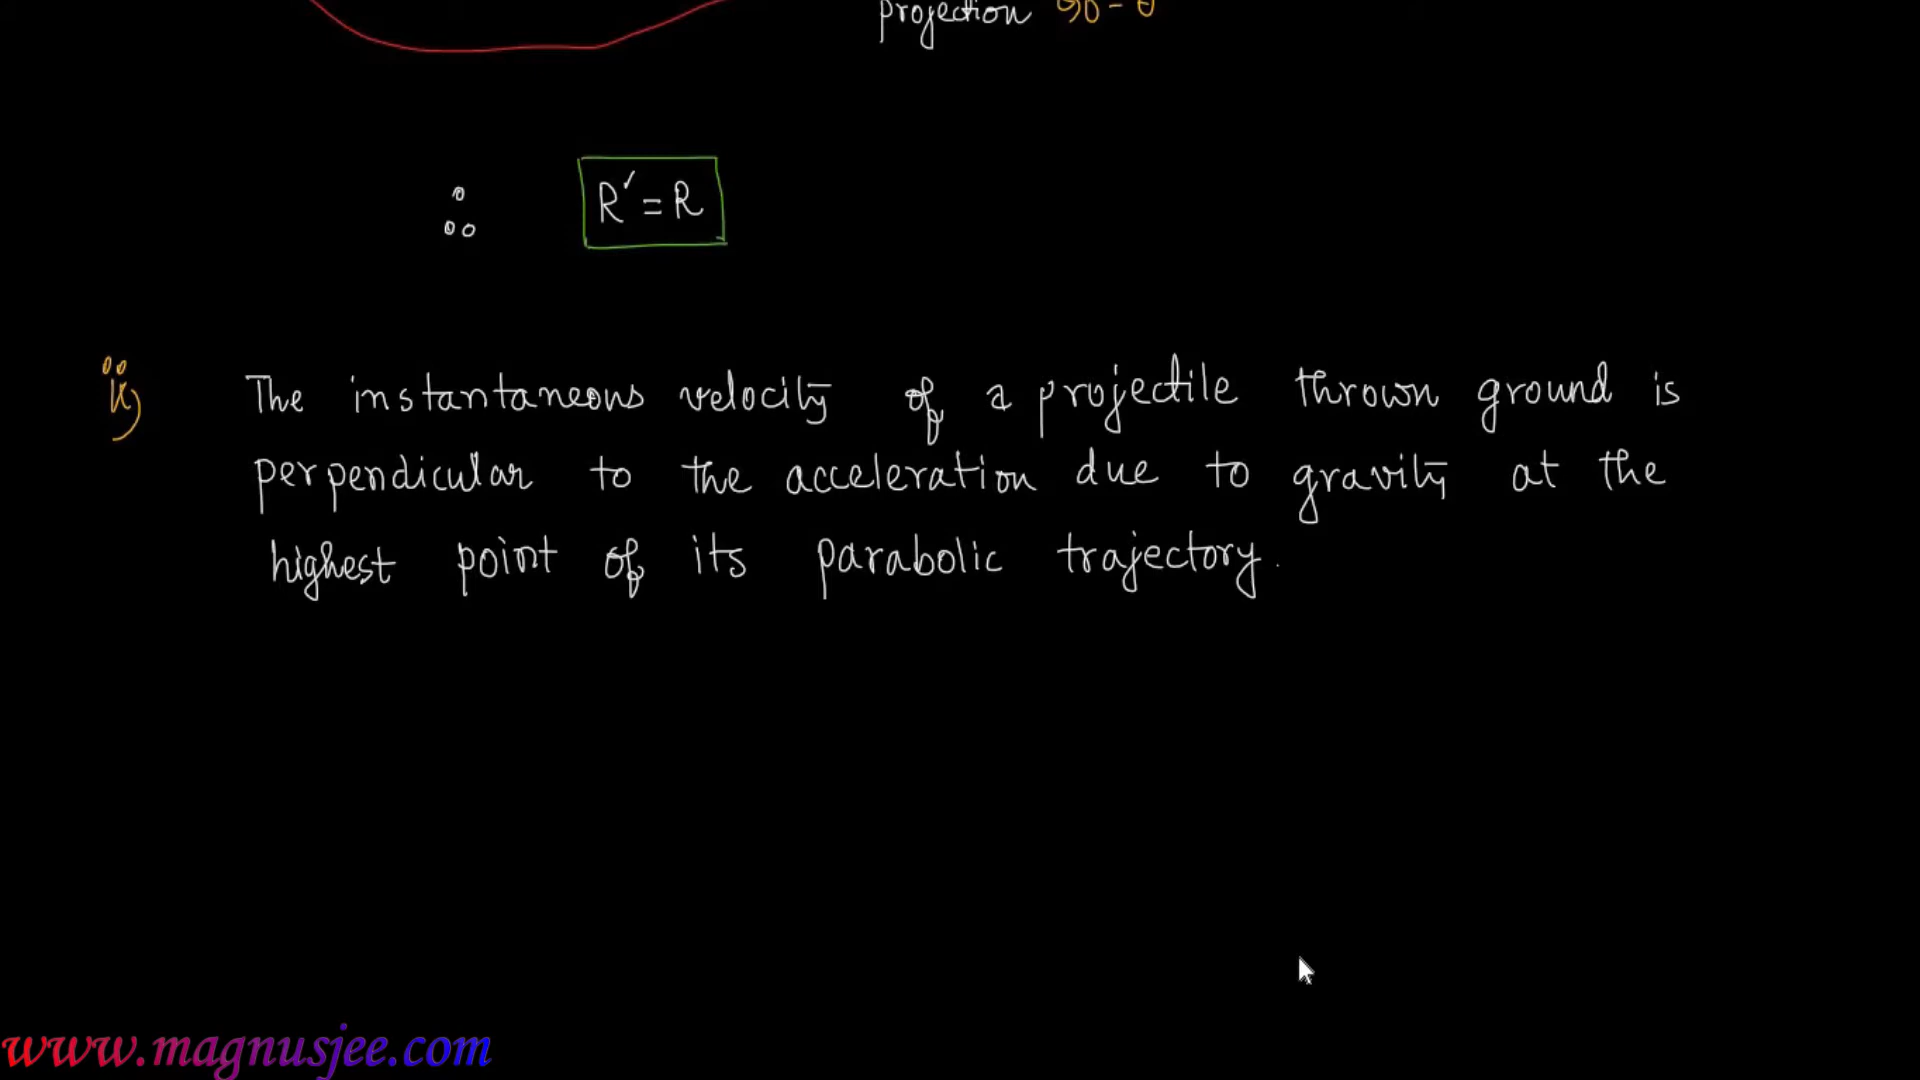 projection 90 - θ
∴ R' = R
ii) The instantaneous velocity of a projectile thrown ground is
perpendicular to the acceleration due to gravity at the
highest point of its parabolic trajectory.
www.magnusjee.com